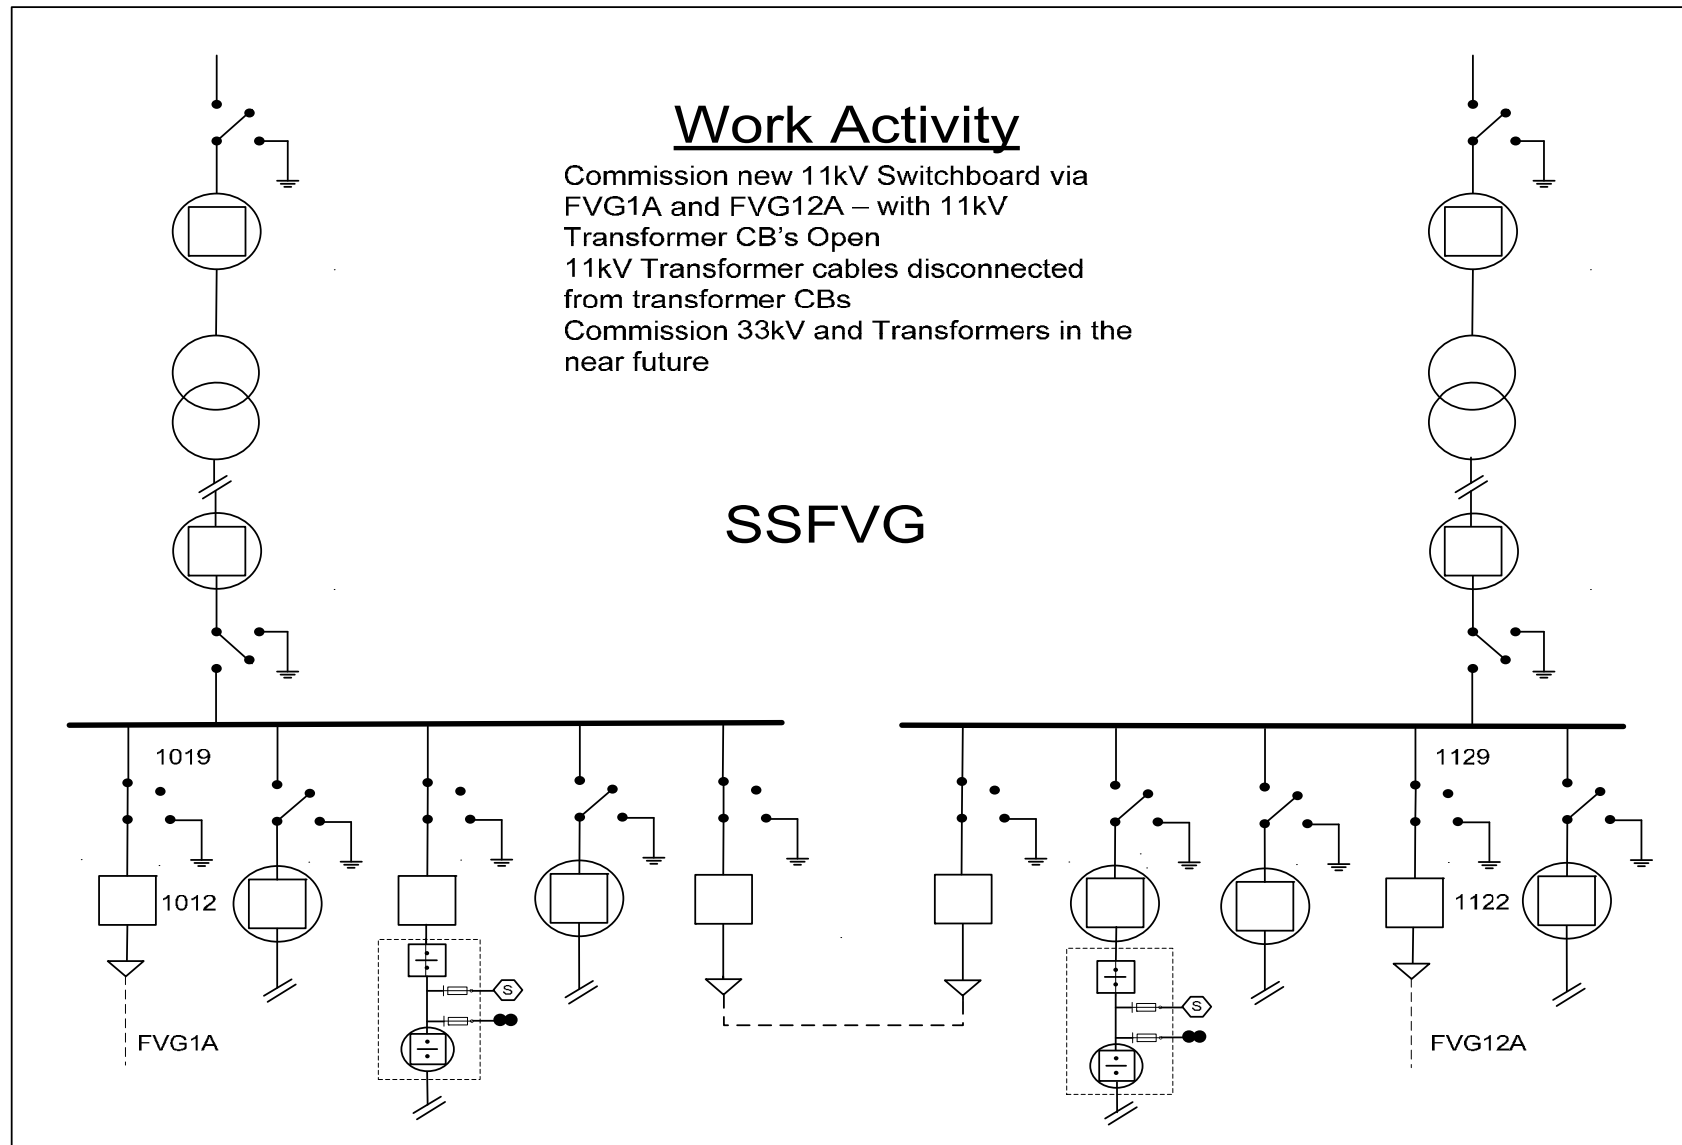 Work Activity
Commission new 11kV Switchboard via
FVG1A and FVG12A – with 11kV
Transformer CB's Open
11kV Transformer cables disconnected
from transformer CBs
Commission 33kV and Transformers in the
near future
SSFVG
1019
1129
1012
1122
S
S
FVG1A
FVG12A